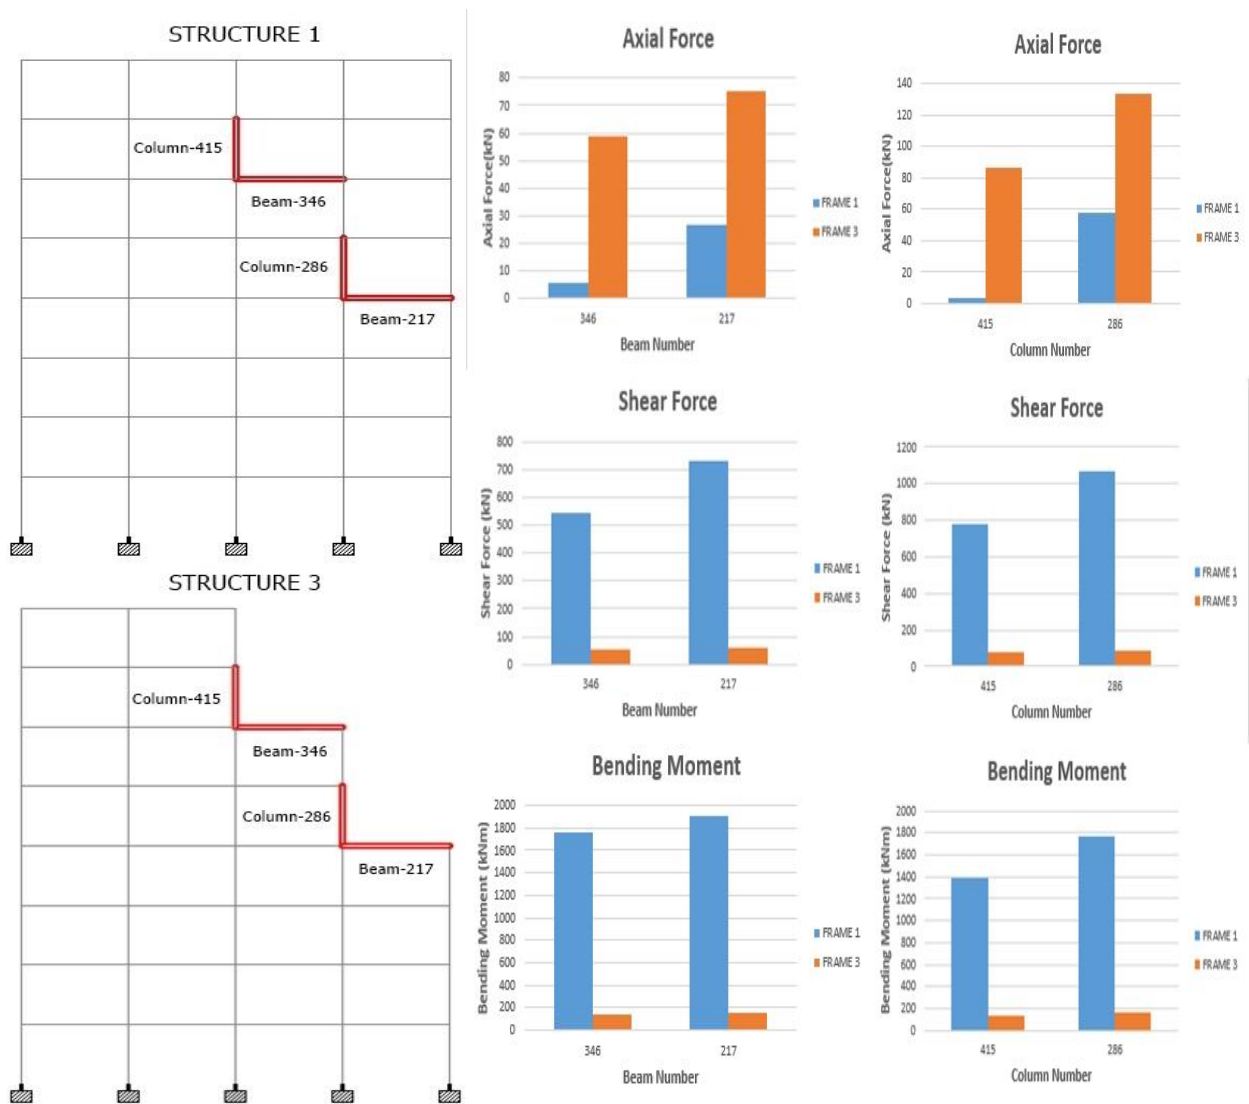 STRUCTURE 1
Column-415
Beam-346
Column-286
Beam-217
STRUCTURE 3
Column-415
Beam-346
Column-286
Beam-217
Axial Force
Axial Force(kN)
80
70
60
50
40
30
20
10
0
346
217
Beam Number
FRAME 1
FRAME 3
Axial Force
Axial Force(kN)
140
120
100
80
60
40
20
0
415
286
Column Number
FRAME 1
FRAME 3
Shear Force
Shear Force (kN)
800
700
600
500
400
300
200
100
0
346
217
Beam Number
FRAME 1
FRAME 3
Shear Force
Shear Force (kN)
1200
1000
800
600
400
200
0
415
286
Column Number
FRAME 1
FRAME 3
Bending Moment
Bending Moment (kNm)
2000
1800
1600
1400
1200
1000
800
600
400
200
0
346
217
Beam Number
FRAME 1
FRAME 3
Bending Moment
Bending Moment (kNm)
2000
1800
1600
1400
1200
1000
800
600
400
200
0
415
286
Column Number
FRAME 1
FRAME 3